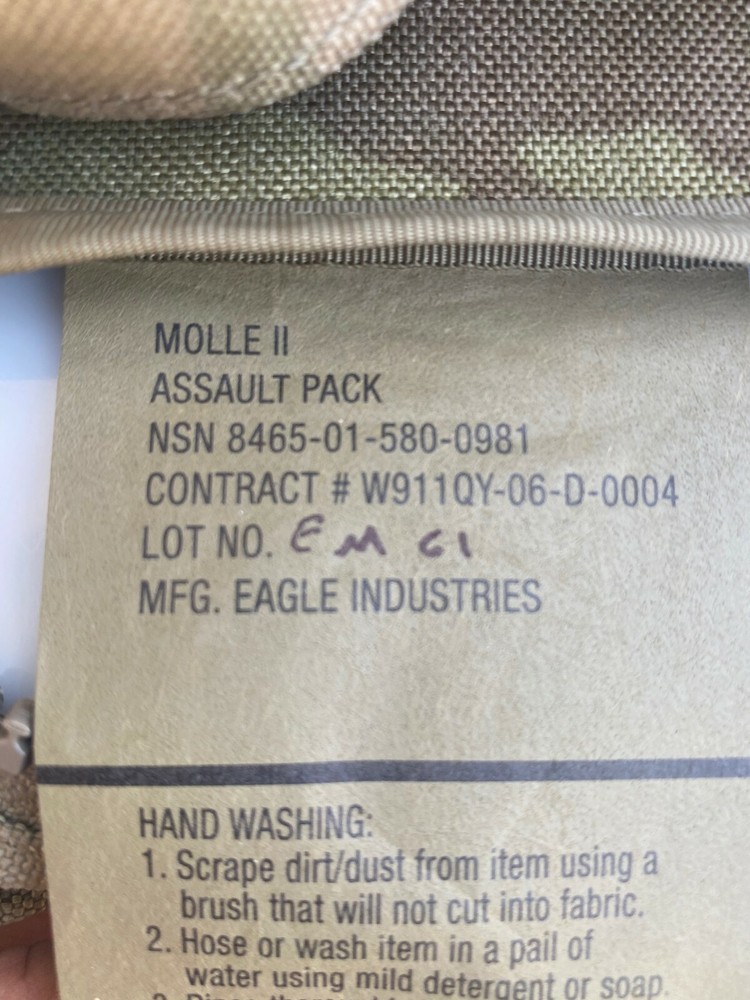 MOLLE II
ASSAULT PACK
NSN 8465-01-580-0981
CONTRACT # W911QY-06-D-0004
LOT NO. EM 61
MFG. EAGLE INDUSTRIES
HAND WASHING:
1. Scrape dirt/dust from item using a
brush that will not cut into fabric.
2. Hose or wash item in a pail of
water using mild detergent or soap.